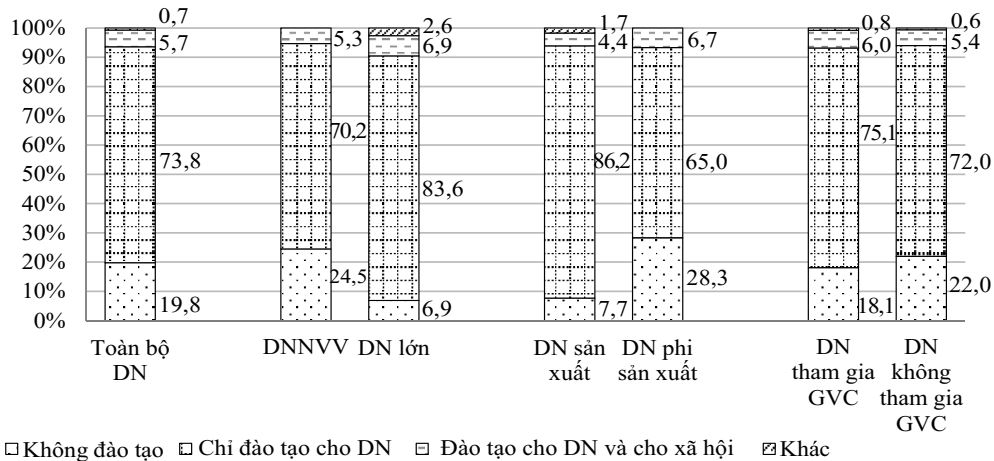 100%
90%
80%
70%
60%
50%
40%
30%
20%
10%
0%
0,7
5,7
73,8
19,8
5,3
70,2
24,5
2,6
6,9
83,6
6,9
1,7
4,4
86,2
7,7
6,7
65,0
28,3
0,8
6,0
75,1
18,1
0,6
5,4
72,0
22,0
Toàn bộ
DN
DNNVV
DN lớn
DN sản
xuất
DN phi
sản xuất
DN
tham gia
GVC
DN
không
tham gia
GVC
Không đào tạo Chỉ đào tạo cho DN Đào tạo cho DN và cho xã hội Khác